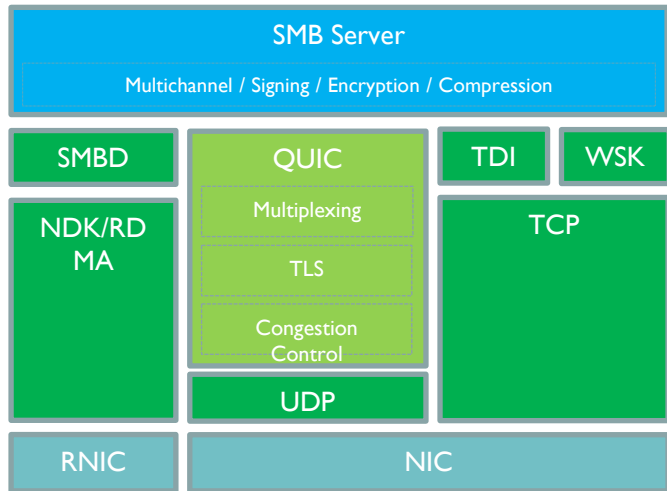 SMB Server
Multichannel / Signing / Encryption / Compression
SMBD
QUIC
TDI
WSK
Multiplexing
NDK/RD
MA
TCP
TLS
Congestion
Control
UDP
RNIC
NIC